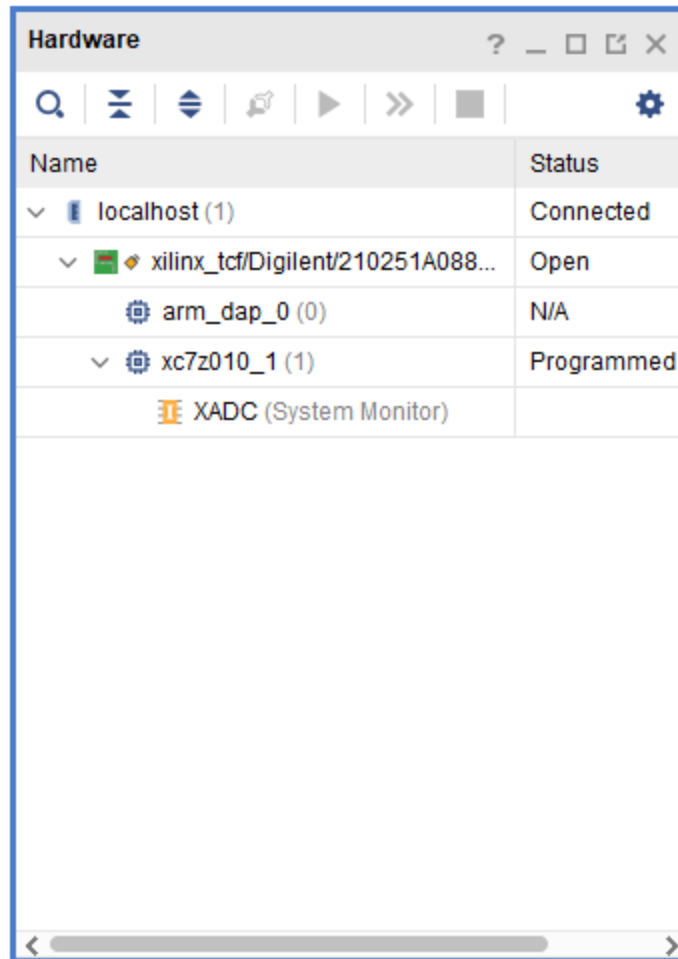 Hardware
Name Status
localhost (1) Connected
xilinx_tcf/Digilent/210251A088... Open
arm_dap_0 (0) N/A
xc7z010_1 (1) Programmed
XADC (System Monitor)